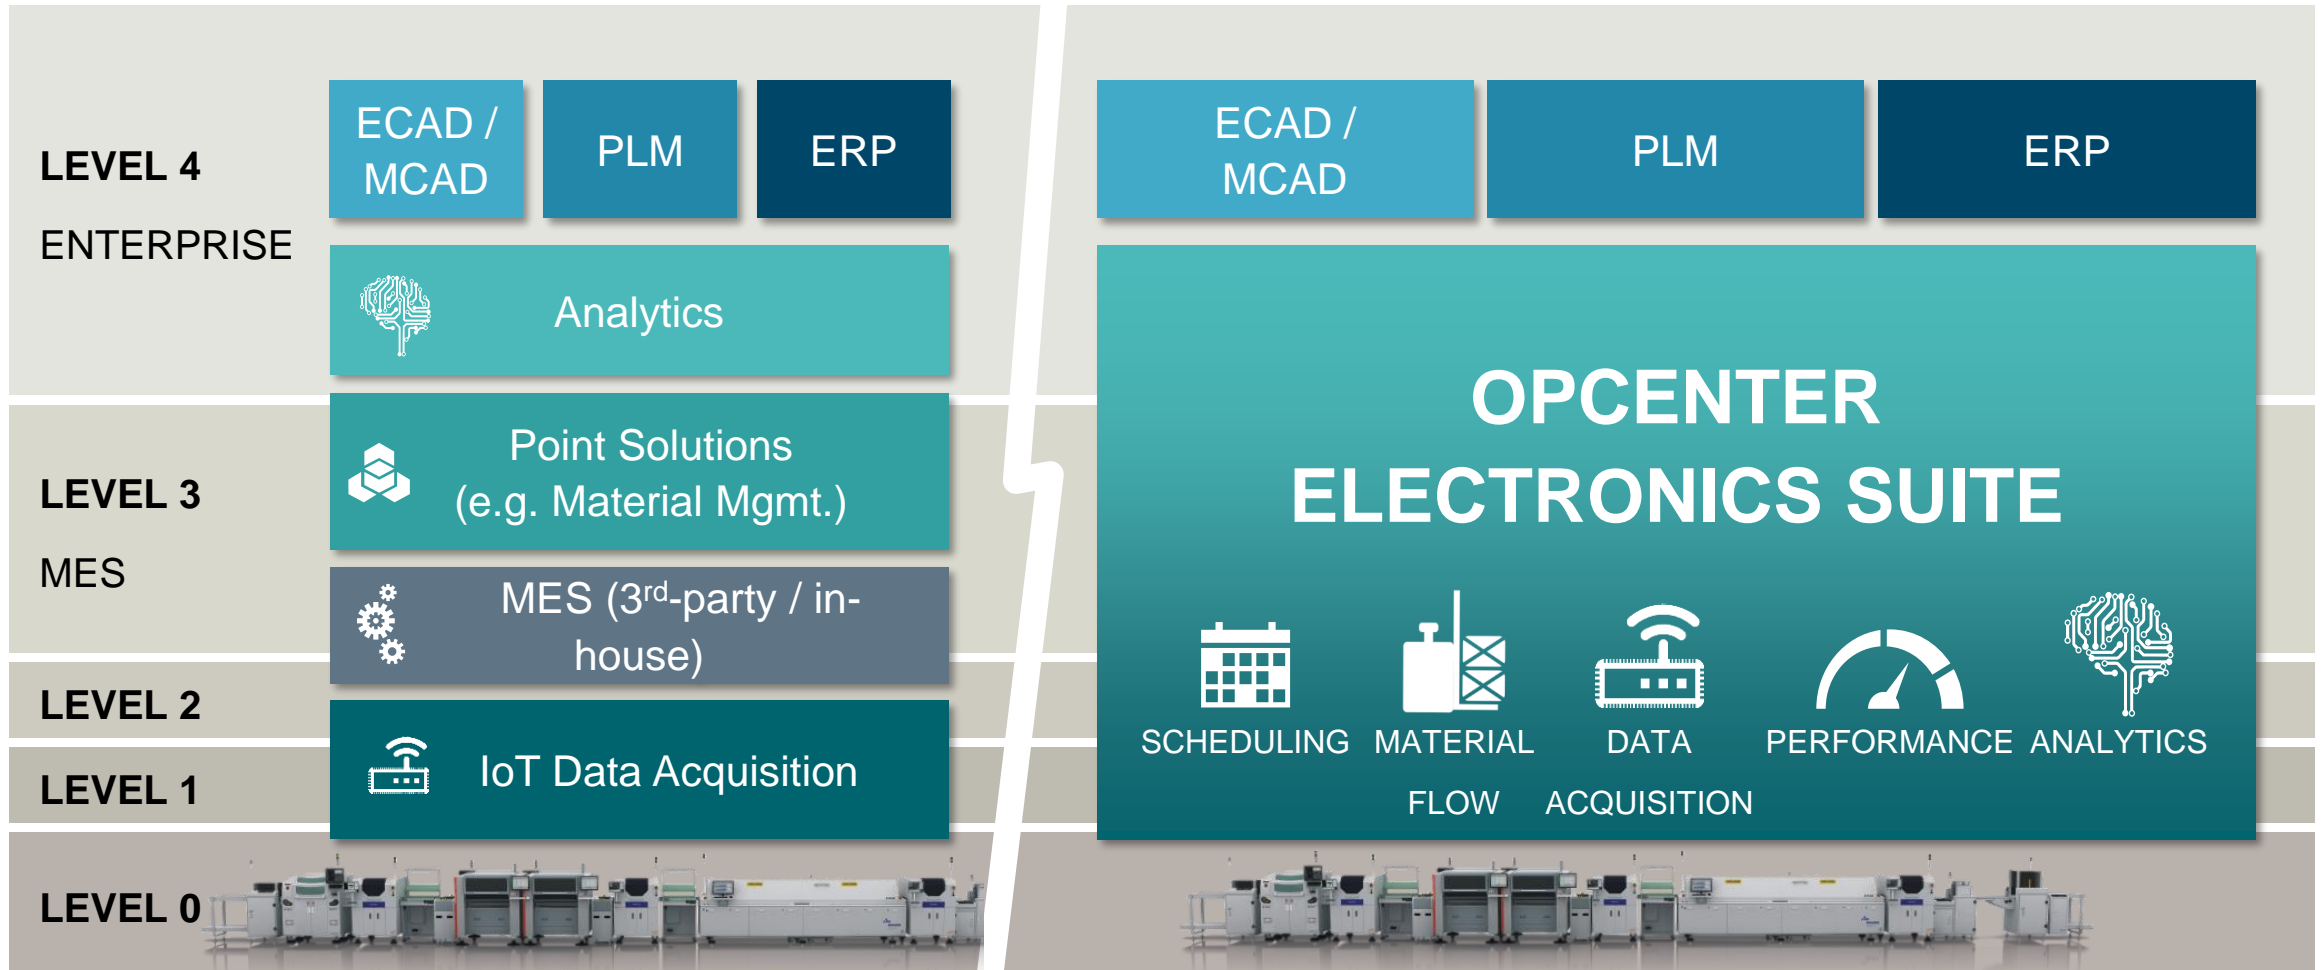 LEVEL 4
ENTERPRISE
ECAD /
MCAD
PLM
ERP
Analytics
LEVEL 3
MES
Point Solutions
(e.g. Material Mgmt.)
MES (3rd-party / in-
house)
LEVEL 2
LEVEL 1
IoT Data Acquisition
LEVEL 0
ECAD /
MCAD
PLM
ERP
OPCENTER
ELECTRONICS SUITE
SCHEDULING
MATERIAL
FLOW
DATA
ACQUISITION
PERFORMANCE
ANALYTICS